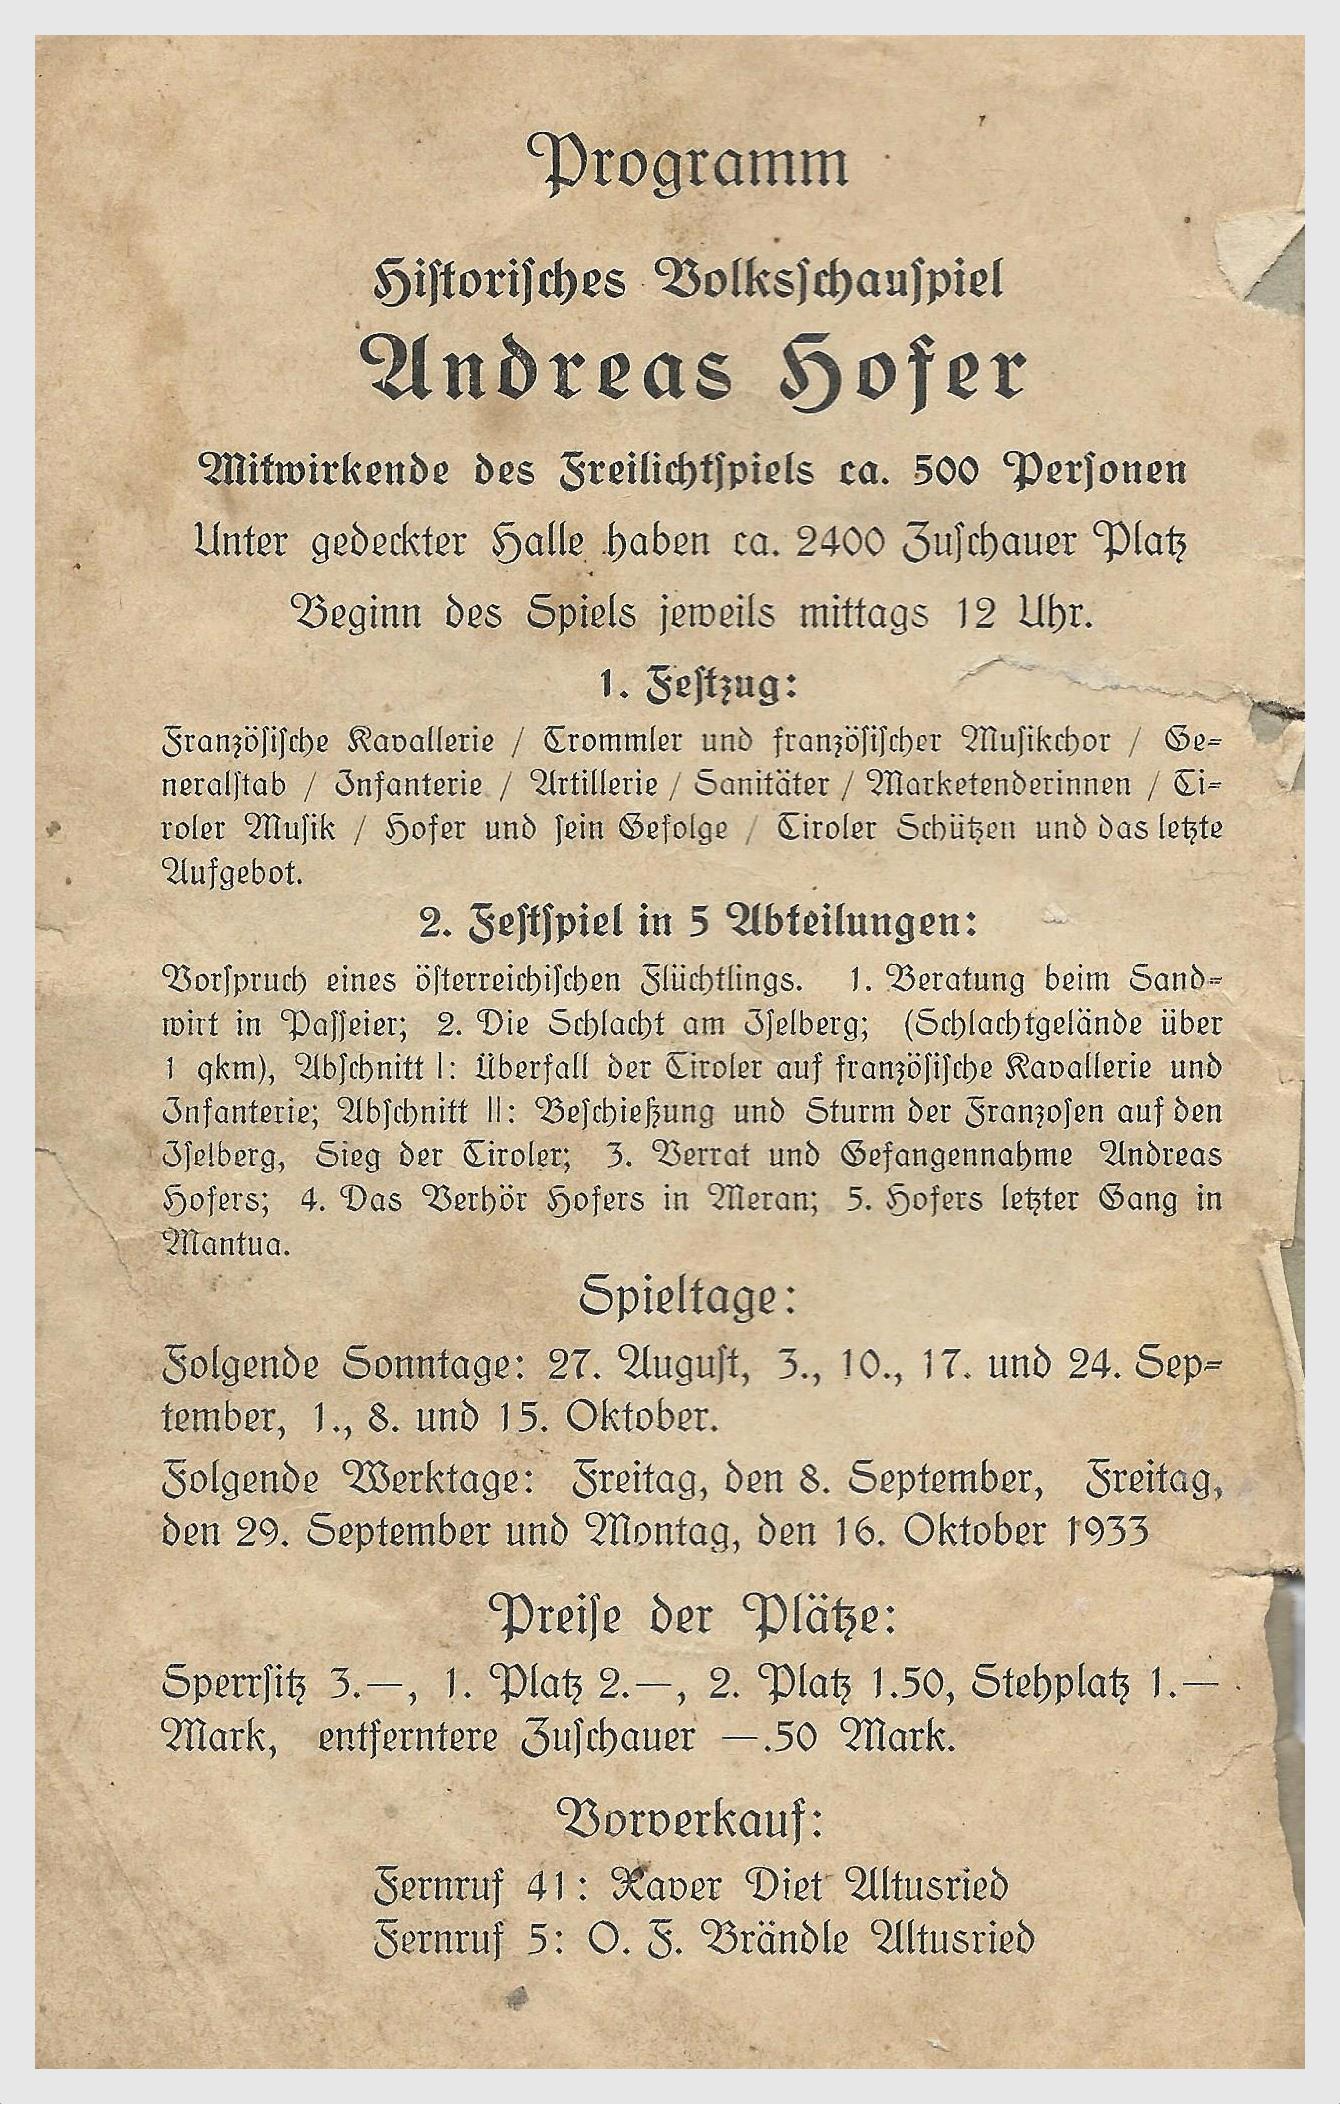 Programm
Historisches Volksschauspiel
Andreas Hofer
Mitwirkende des Freilichtspiels ca. 500 Personen
Unter gedeckter Halle haben ca. 2400 Zuschauer Platz
Beginn des Spiels jeweils mittags 12 Uhr.
1. Festzug:
Französische Kavallerie / Trommler und französischer Musikchor / Ge-
neralstab / Infanterie / Artillerie / Sanitäter / Marketenderinnen / Ti-
roler Musik / Hofer und sein Gefolge / Tiroler Schützen und das letzte
Aufgebot.
2. Festspiel in 5 Abteilungen:
Vorspruch eines österreichischen Flüchtlings. 1. Beratung beim Sand-
wirt in Passeier; 2. Die Schlacht am Iselberg; (Schlachtgelände über
1 qkm), Abschnitt I: Überfall der Tiroler auf französische Kavallerie und
Infanterie; Abschnitt II: Beschießung und Sturm der Franzosen auf den
Iselberg, Sieg der Tiroler; 3. Verrat und Gefangennahme Andreas
Hofers; 4. Das Verhör Hofers in Meran; 5. Hofers letzter Gang in
Mantua.
Spieltage:
Folgende Sonntage: 27. August, 3., 10., 17. und 24. Sep-
tember, 1., 8. und 15. Oktober.
Folgende Werktage: Freitag, den 8. September, Freitag,
den 29. September und Montag, den 16. Oktober 1933
Preise der Plätze:
Sperrsitz 3.—, 1. Platz 2.—, 2. Platz 1.50, Stehplatz 1.—
Mark, entferntere Zuschauer —.50 Mark.
Vorverkauf:
Fernruf 41: Xaver Diet Altusried
Fernruf 5: O. F. Brändle Altusried